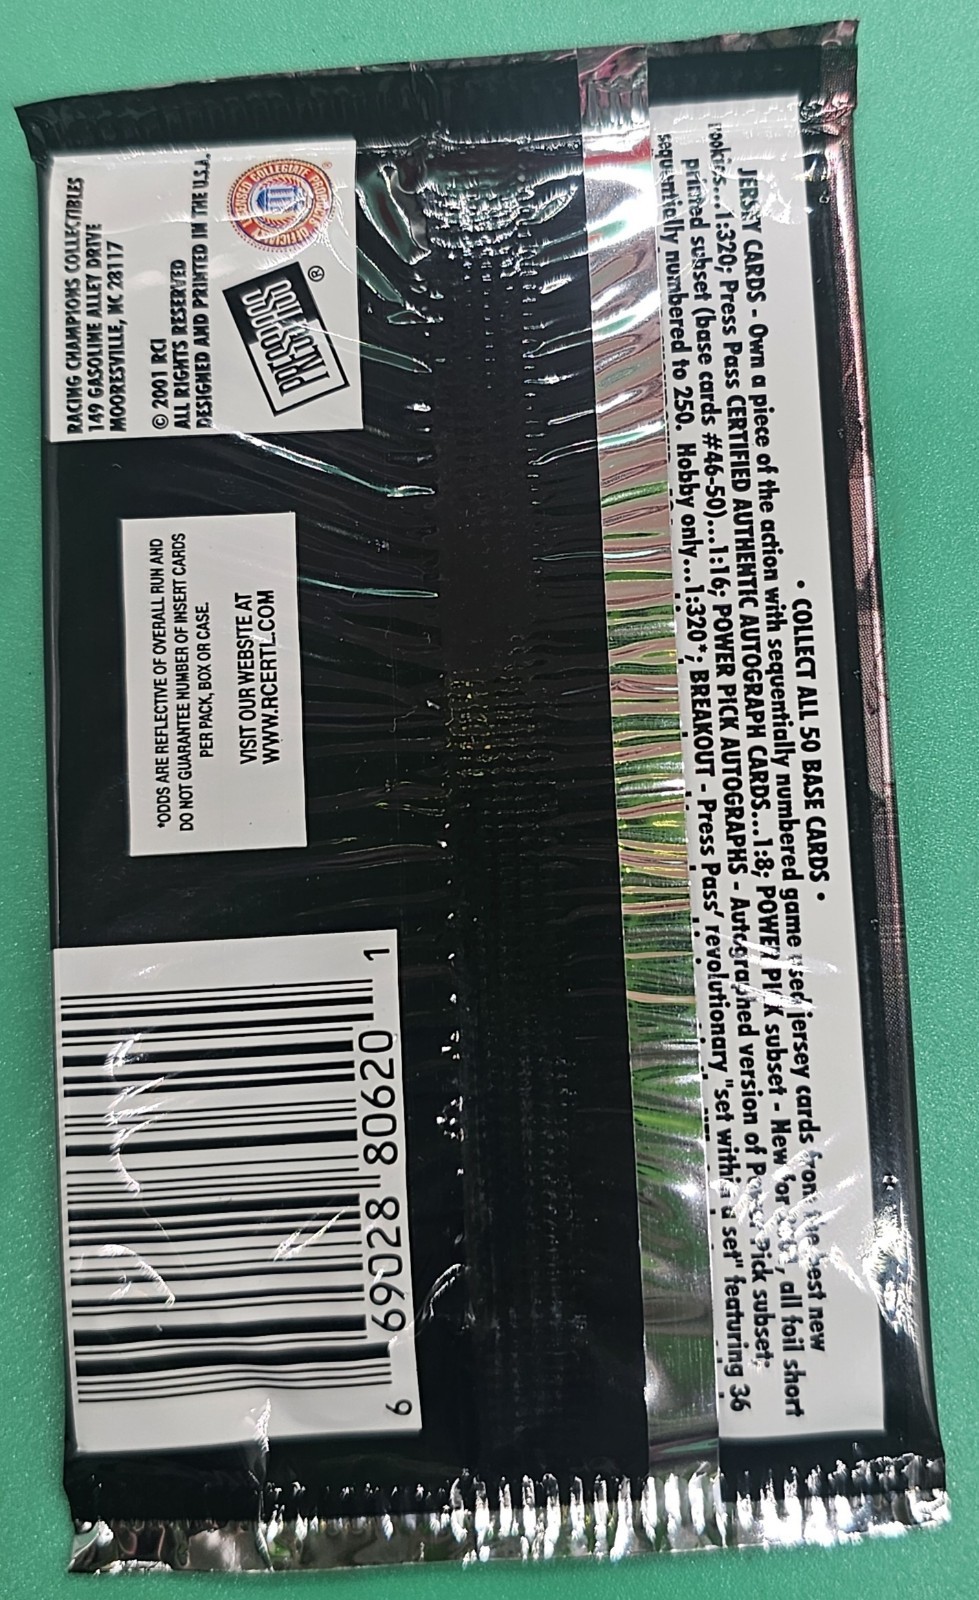 • COLLECT ALL 50 BASE CARDS •
JERSEY CARDS - Own a piece of the action with sequentially numbered game used jersey cards from the best new
rookies...1:320; Press Pass CERTIFIED AUTHENTIC AUTOGRAPH CARDS...1:8; POWER PICK subset - New for 2001, all foil short
printed subset (base cards #46-50)...1:16; POWER PICK AUTOGRAPHS - Autographed version of Power Pick subset,
sequentially numbered to 250. Hobby only...1:320*; BREAKOUT - Press Pass' revolutionary "set within a set" featuring 36
RACING CHAMPIONS COLLECTIBLES
149 GASOLINE ALLEY DRIVE
MOORESVILLE, NC 28117
© 2001 RCI
ALL RIGHTS RESERVED
DESIGNED AND PRINTED IN THE U.S.A.
OFFICIALLY LICENSED COLLEGIATE PRODUCTS
®
PRESS PASS
®
*ODDS ARE REFLECTIVE OF OVERALL RUN AND
DO NOT GUARANTEE NUMBER OF INSERT CARDS
PER PACK, BOX OR CASE.
VISIT OUR WEBSITE AT
WWW.RCERTL.COM
6 69028 80620 1